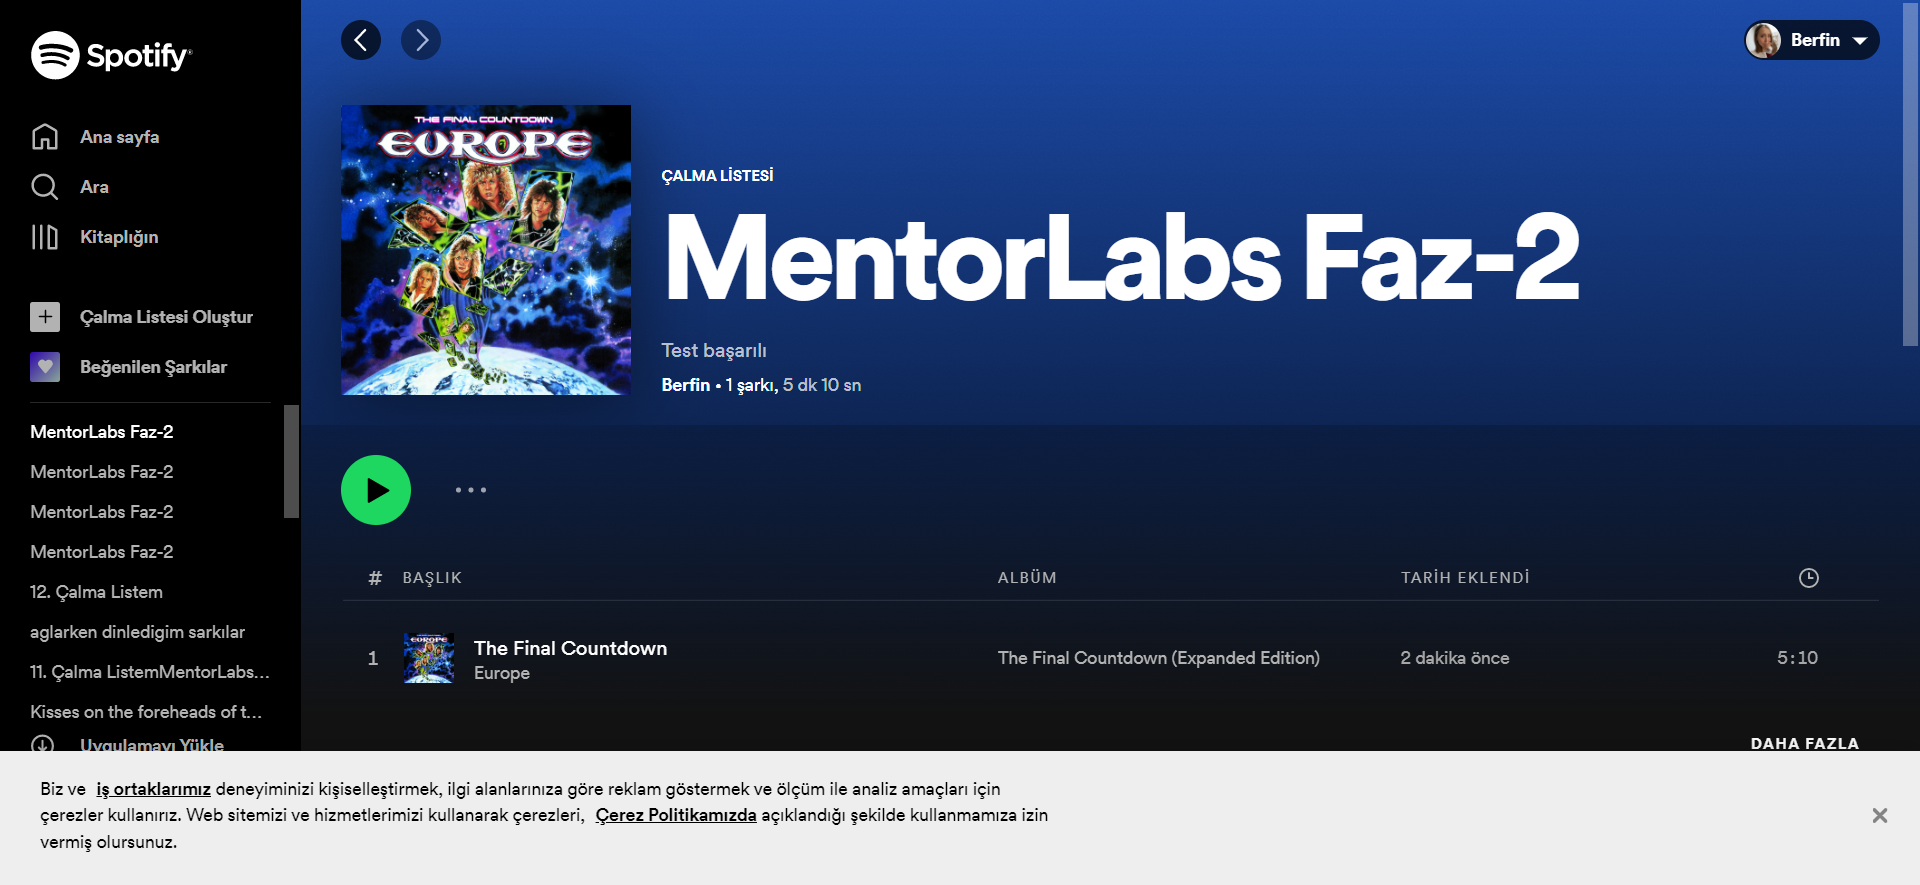 Spotify
Ana sayfa
Ara
Kitaplığın
Çalma Listesi Oluştur
Beğenilen Şarkılar
MentorLabs Faz-2
MentorLabs Faz-2
MentorLabs Faz-2
MentorLabs Faz-2
12. Çalma Listem
aglarken dinledigim sarkılar
11. Çalma ListemMentorLabs...
Kisses on the foreheads of t...
Uygulamayı Yükle
Berfin
THE FINAL COUNTDOWN
EUROPE
ÇALMA LİSTESİ
MentorLabs Faz-2
Test başarılı
Berfin • 1 şarkı, 5 dk 10 sn
# BAŞLIK ALBÜM TARİH EKLENDİ
1 The Final Countdown The Final Countdown (Expanded Edition) 2 dakika önce 5:10
EUROPE
Europe
DAHA FAZLA
Biz ve iş ortaklarımız deneyiminizi kişiselleştirmek, ilgi alanlarınıza göre reklam göstermek ve ölçüm ile analiz amaçları için
çerezler kullanırız. Web sitemizi ve hizmetlerimizi kullanarak çerezleri, Çerez Politikamızda açıklandığı şekilde kullanmamıza izin
vermiş olursunuz.